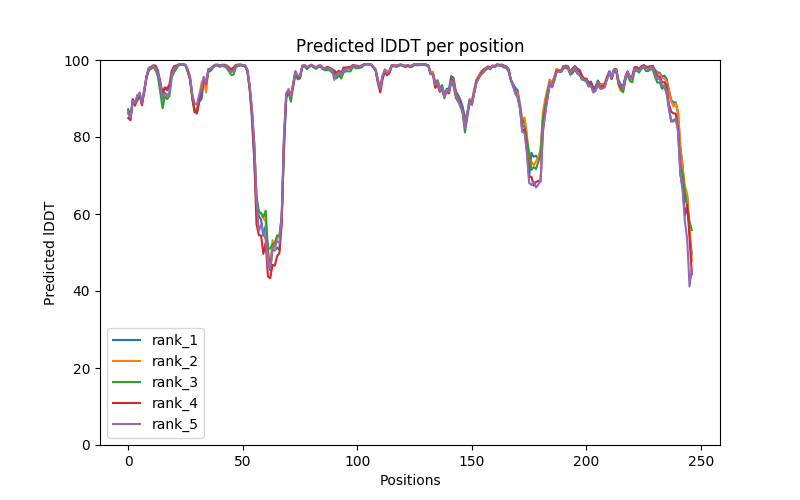 Predicted lDDT per position
100
80
60
40
20
0
Predicted lDDT
rank_1
rank_2
rank_3
rank_4
rank_5
0 50 100 150 200 250
Positions